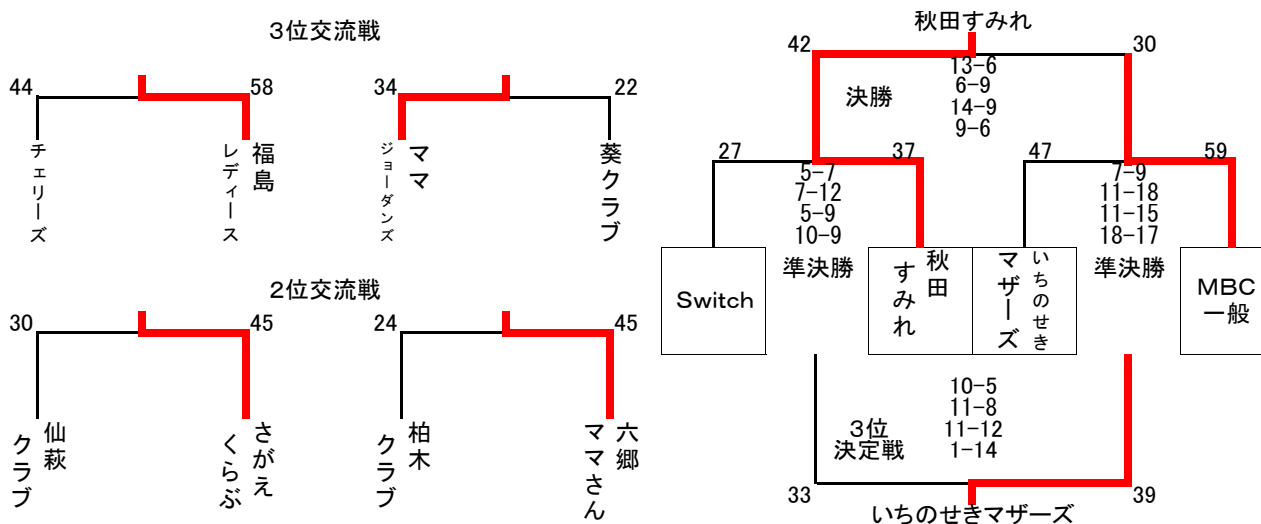 3位交流戦
44
58
34
22
チェリーズ
福島
レディース
ママ
ジョーダンズ
葵クラブ
2位交流戦
30
45
24
45
仙萩
クラブ
さがえ
くらぶ
柏木
クラブ
六郷
ママさん
秋田すみれ
42
30
13-6
6-9
14-9
9-6
決勝
27
37
47
59
5-7
7-12
5-9
10-9
準決勝
7-9
11-18
11-15
18-17
準決勝
Switch
秋田
すみれ
いちのせき
マザーズ
MBC
一般
10-5
11-8
11-12
1-14
3位
決定戦
33
39
いちのせきマザーズ